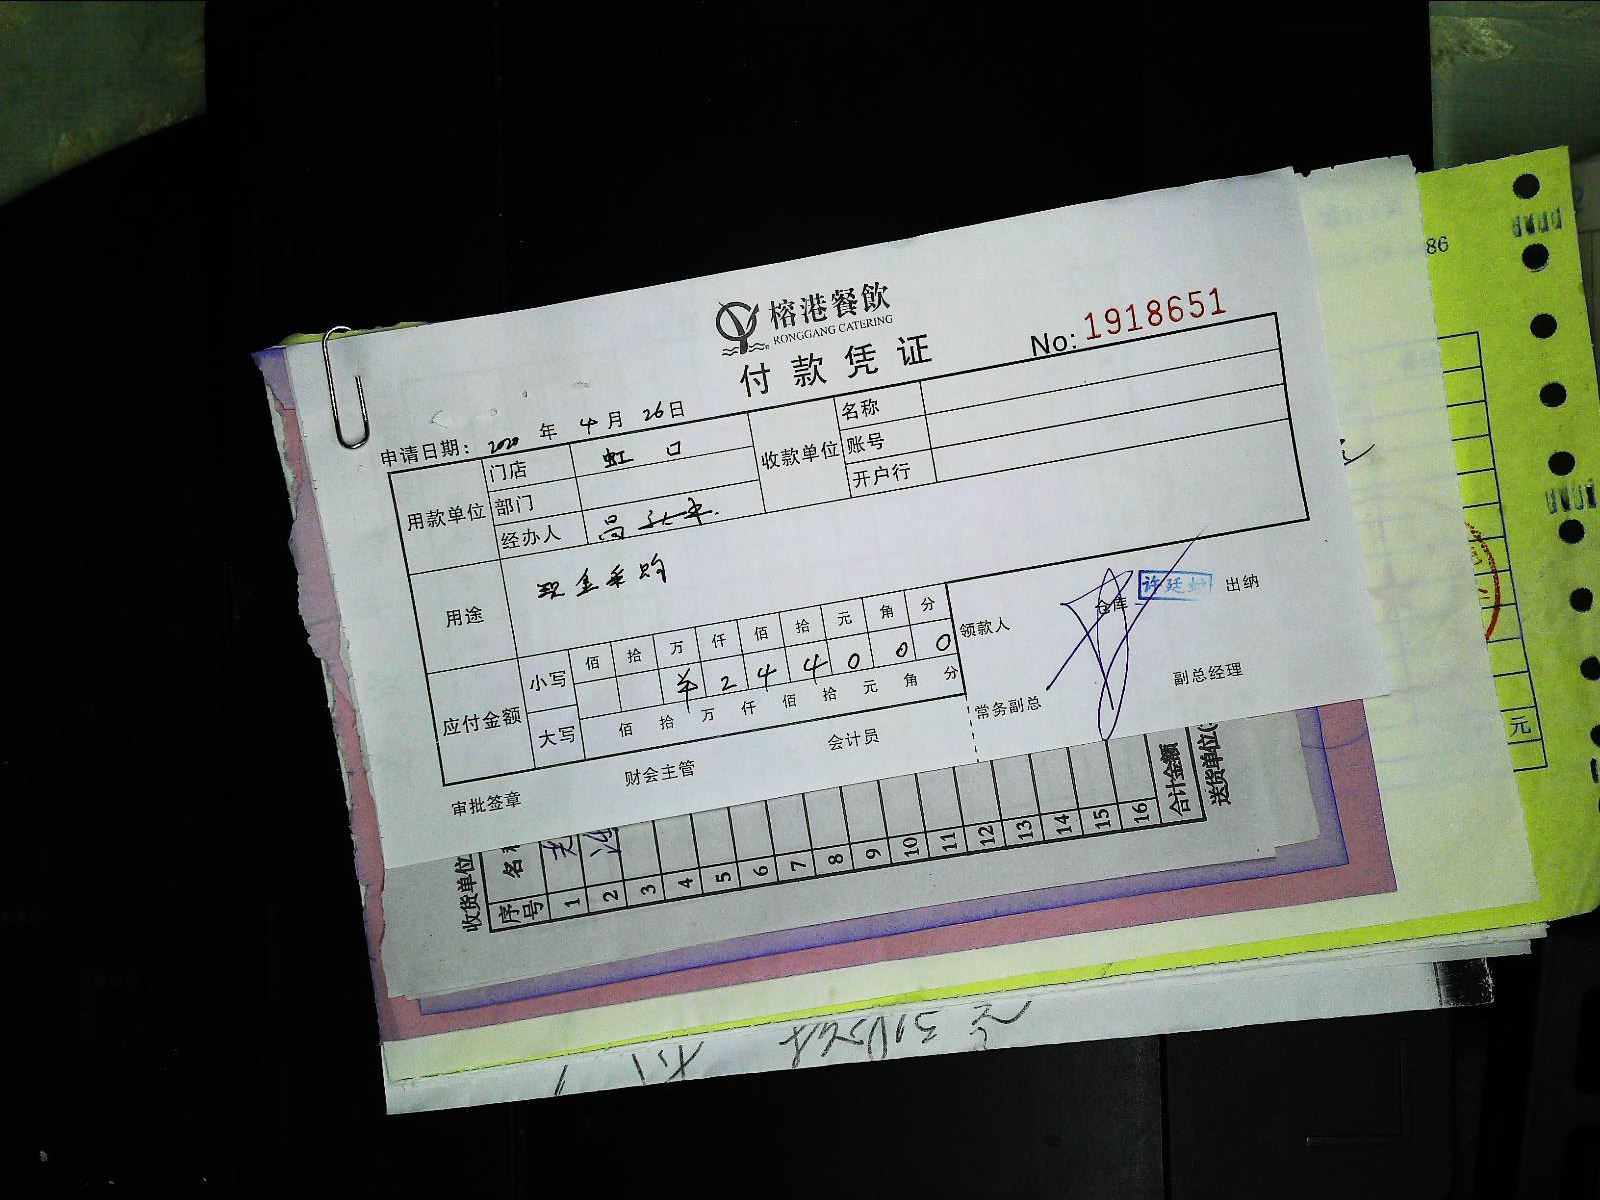 榕港餐飲
RONGGANG CATERING
付款凭证
No: 1918651
申请日期: 2020 年 4 月 26 日
用款单位 门店 虹口 收款单位 名称
部门 账号
经办人 开户行
用途 现金采购
应付金额 小写 佰 拾 万 仟 佰 拾 元 角 分
¥ 2 4 4 0 0 0
大写 佰 拾 万 仟 佰 拾 元 角 分
领款人 仓库 出纳
常务副总 副总经理
审批签章 财会主管 会计员
收货单位
序号
1 2 3 4 5 6 7 8 9 10 11 12 13 14 15 16
合计金额
送货单位
86
元